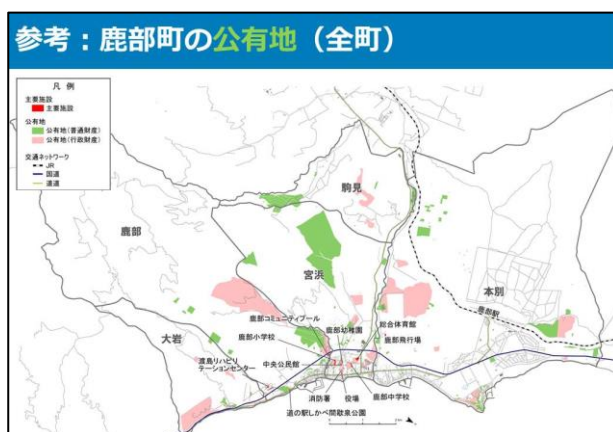 参考：鹿部町の公有地（全町）
凡 例
主要施設
主要施設
公有地
公有地(普通財産)
公有地(行政財産)
交通ネットワーク
JR
国道
道道
駒見
鹿部
宮浜
本別
鹿部駅
大岩
鹿部コミュニティプール
鹿部幼稚園
総合体育館
鹿部小学校
鹿部飛行場
渡島リハビリ
テーションセンター
中央公民館
消防署
役場
鹿部中学校
道の駅しかべ間歇泉公園